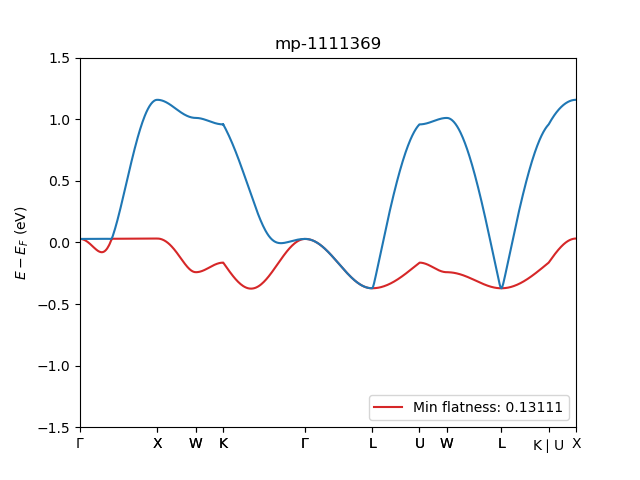 mp-1111369
E − E_F (eV)
1.5
1.0
0.5
0.0
−0.5
−1.0
−1.5
Min flatness: 0.13111
Γ X W K Γ L U W L K | U X